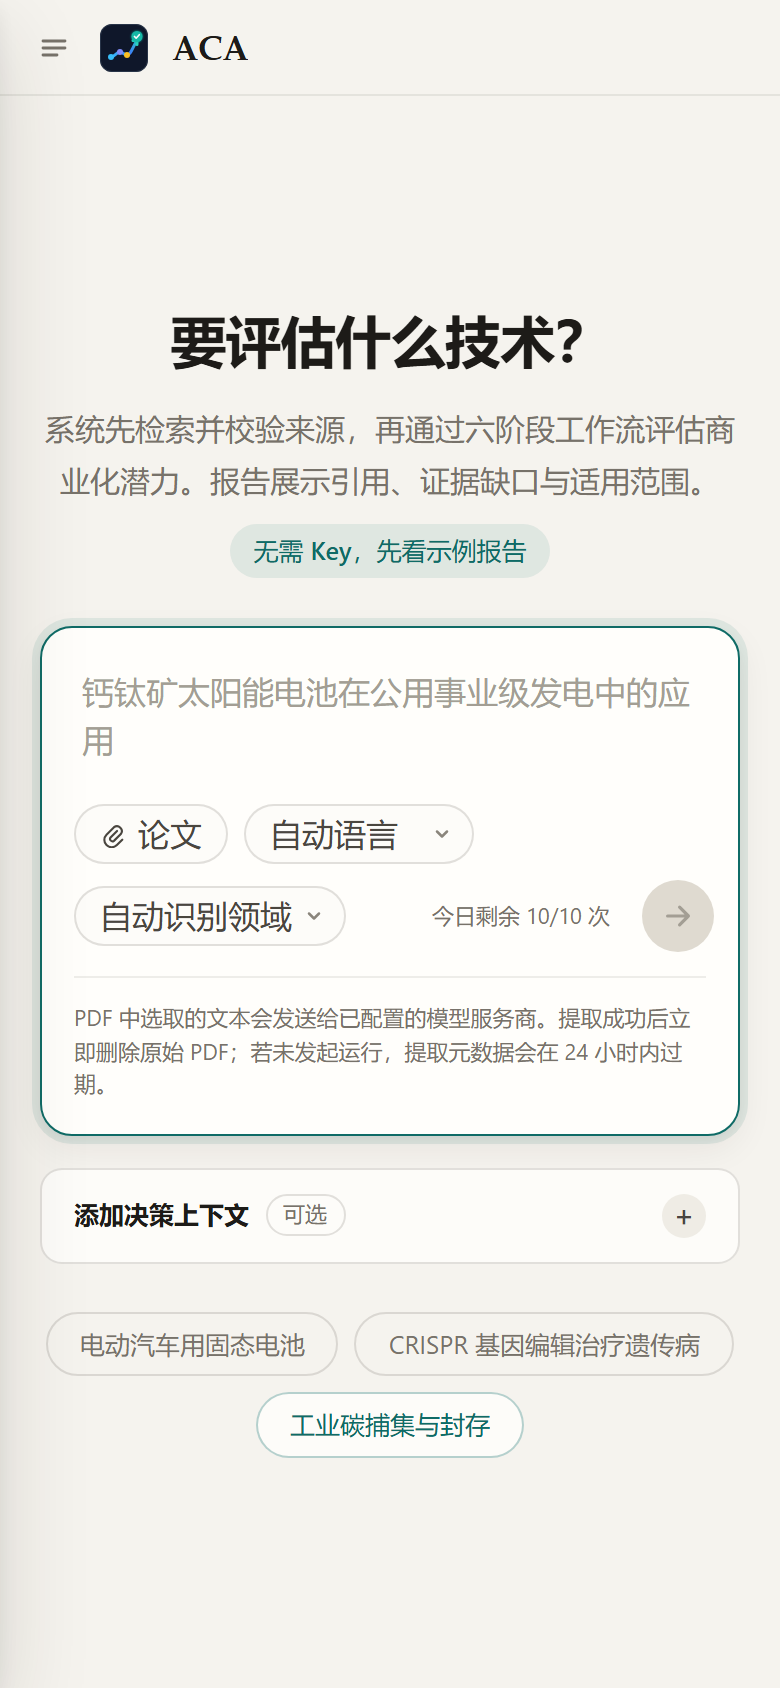 ACA
要评估什么技术？
系统先检索并校验来源，再通过六阶段工作流评估商
业化潜力。报告展示引用、证据缺口与适用范围。
无需 Key，先看示例报告
钙钛矿太阳能电池在公用事业级发电中的应
用
论文
自动语言
自动识别领域
今日剩余 10/10 次
PDF 中选取的文本会发送给已配置的模型服务商。提取成功后立
即删除原始 PDF；若未发起运行，提取元数据会在 24 小时内过
期。
添加决策上下文 可选
电动汽车用固态电池
CRISPR 基因编辑治疗遗传病
工业碳捕集与封存